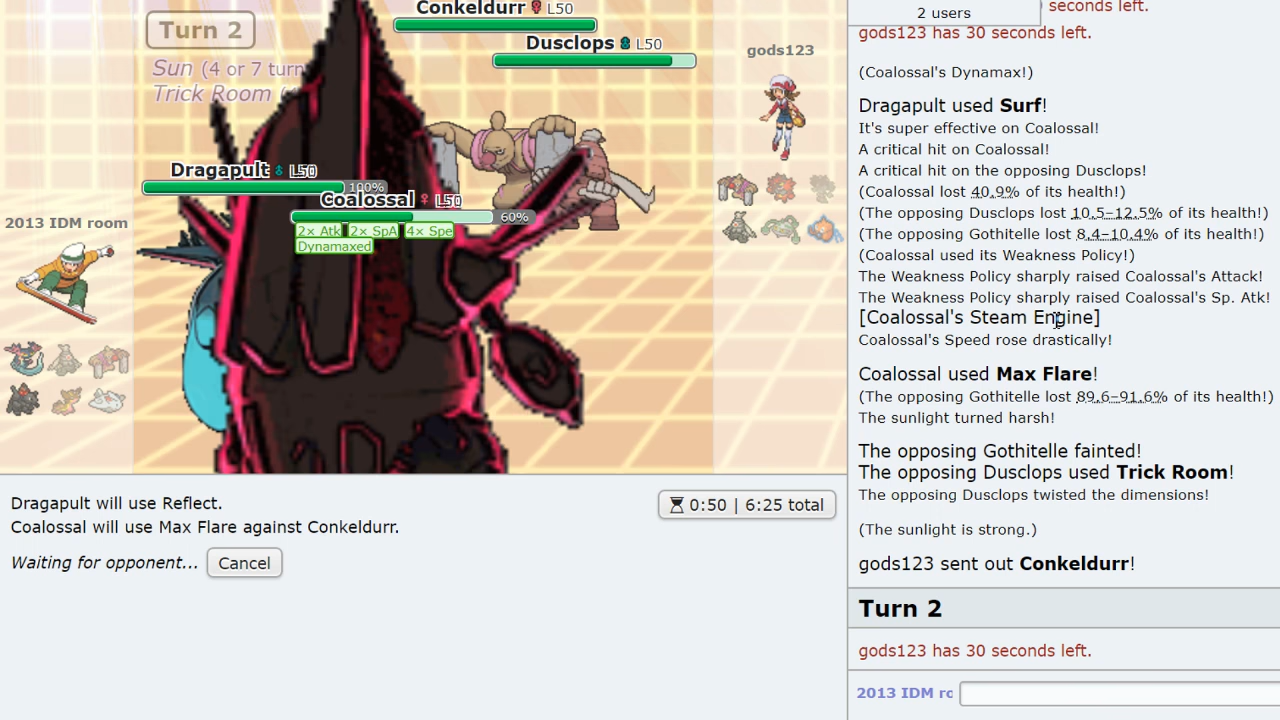 Conkeldurr L50
Dusclops L50
Turn 2
Sun (4 or 7 turn
Trick Room (
Dragapult L50
100%
Coalossal L50
60%
2x Atk 2x SpA 4x Spe
Dynamaxed
2013 IDM room
gods123
Dragapult will use Reflect.
Coalossal will use Max Flare against Conkeldurr.
Waiting for opponent... Cancel
0:50 | 6:25 total
2 users
seconds left.
gods123 has 30 seconds left.
(Coalossal's Dynamax!)
Dragapult used Surf!
It's super effective on Coalossal!
A critical hit on Coalossal!
A critical hit on the opposing Dusclops!
(Coalossal lost 40.9% of its health!)
(The opposing Dusclops lost 10.5–12.5% of its health!)
(The opposing Gothitelle lost 8.4–10.4% of its health!)
(Coalossal used its Weakness Policy!)
The Weakness Policy sharply raised Coalossal's Attack!
The Weakness Policy sharply raised Coalossal's Sp. Atk!
[Coalossal's Steam Engine]
Coalossal's Speed rose drastically!
Coalossal used Max Flare!
(The opposing Gothitelle lost 89.6–91.6% of its health!)
The sunlight turned harsh!
The opposing Gothitelle fainted!
The opposing Dusclops used Trick Room!
The opposing Dusclops twisted the dimensions!
(The sunlight is strong.)
gods123 sent out Conkeldurr!
Turn 2
gods123 has 30 seconds left.
2013 IDM ro